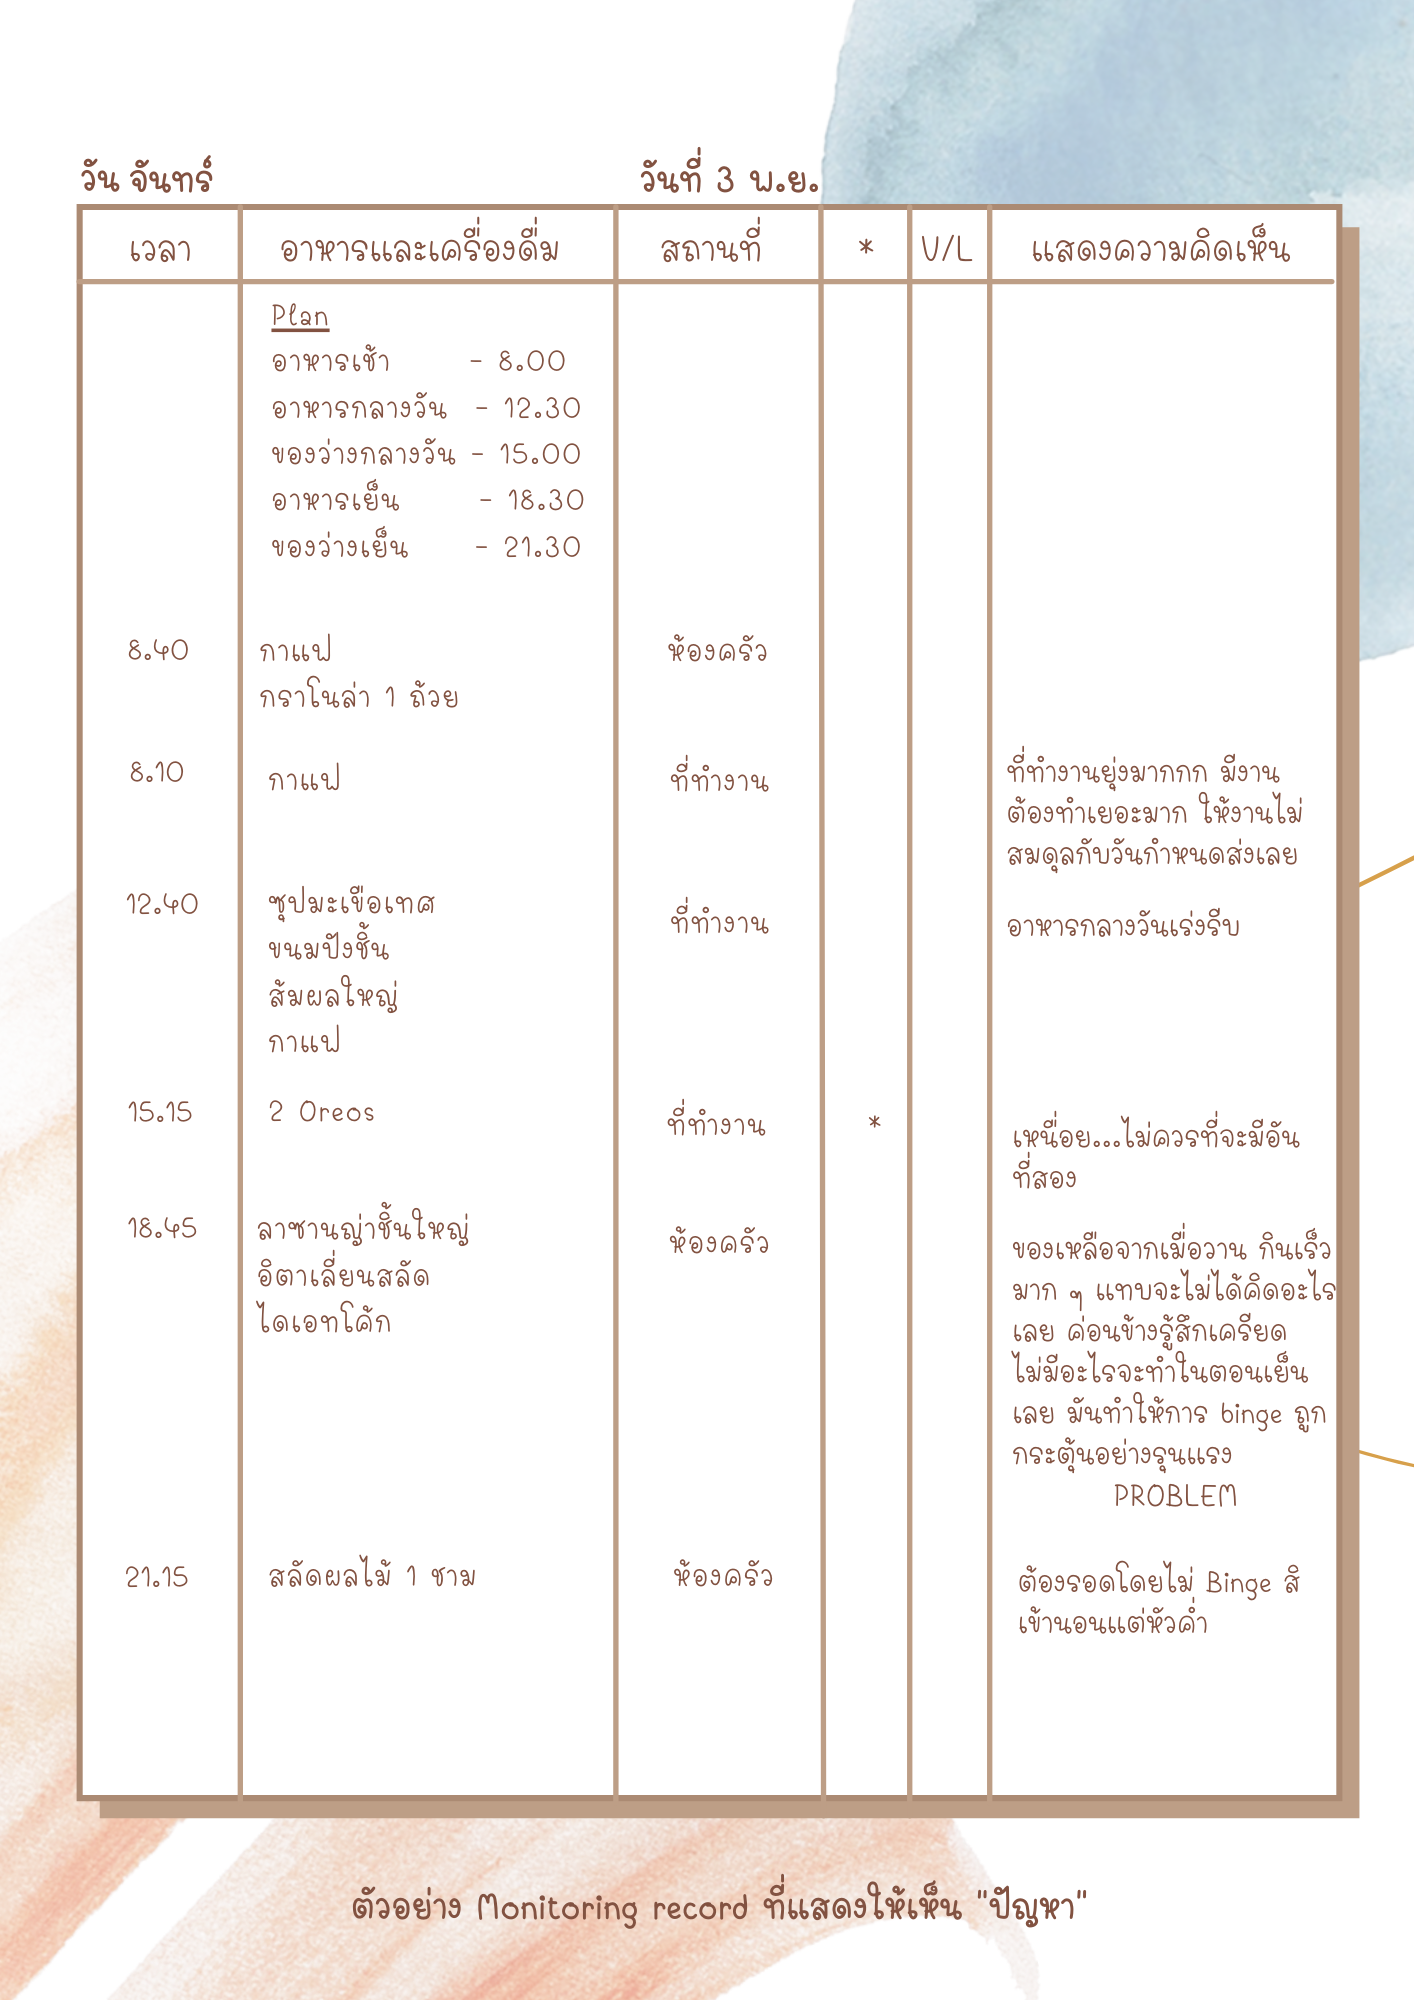 วัน จันทร์
วันที่ 3 พ.ย.
เวลา
อาหารและเครื่องดื่ม
สถานที่
*
V/L
แสดงความคิดเห็น
Plan
อาหารเช้า - 8.00
อาหารกลางวัน - 12.30
ของว่างกลางวัน - 15.00
อาหารเย็น - 18.30
ของว่างเย็น - 21.30
8.40
กาแฟ
กราโนล่า 1 ถ้วย
ห้องครัว
8.10
กาแฟ
ที่ทำงาน
ที่ทำงานยุ่งมากกก มีงาน
ต้องทำเยอะมาก ให้งานไม่
สมดุลกับวันกำหนดส่งเลย
12.40
ซุปมะเขือเทศ
ขนมปังชิ้น
ส้มผลใหญ่
กาแฟ
ที่ทำงาน
อาหารกลางวันเร่งรีบ
15.15
2 Oreos
ที่ทำงาน
*
เหนื่อย...ไม่ควรที่จะมีอัน
ที่สอง
18.45
ลาซานญ่าชิ้นใหญ่
อิตาเลี่ยนสลัด
ไดเอทโค้ก
ห้องครัว
ของเหลือจากเมื่อวาน กินเร็ว
มาก ๆ แทบจะไม่ได้คิดอะไร
เลย ค่อนข้างรู้สึกเครียด
ไม่มีอะไรจะทำในตอนเย็น
เลย มันทำให้การ binge ถูก
กระตุ้นอย่างรุนแรง
PROBLEM
21.15
สลัดผลไม้ 1 ชาม
ห้องครัว
ต้องรอดโดยไม่ Binge สิ
เข้านอนแต่หัวค่ำ
ตัวอย่าง Monitoring record ที่แสดงให้เห็น "ปัญหา"